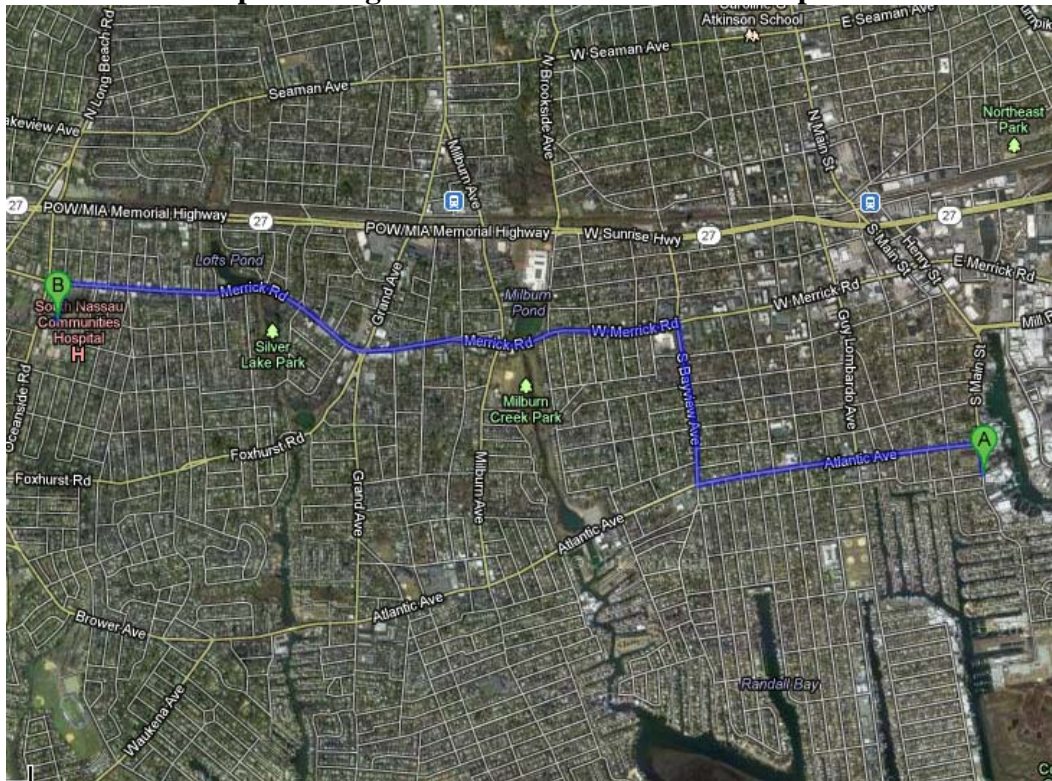 Atkinson School
E Seaman Ave
W Seaman Ave
N Long Beach Rd
N Brookside Ave
Seaman Ave
N Main St
Northeast
Park
akeview Ave
Milburn Ave
27
POW/MIA Memorial Highway
27
POW/MIA Memorial Highway
W Sunrise Hwy
27
27
S Main St
Henry St
E Merrick Rd
Lofts Pond
Merrick Rd
Grand Ave
Milburn
Pond
W Merrick Rd
W Merrick Rd
Guy Lombardo Ave
Mill R
B
South Nassau
Communities
Hospital
H
Silver
Lake Park
Merrick Rd
S Bayview Ave
S Main St
Milburn
Creek Park
Oceanside Rd
A
Foxhurst Rd
Atlantic Ave
Foxhurst Rd
Grand Ave
Milburn Ave
Atlantic Ave
Atlantic Ave
Brower Ave
Waukena Ave
Randall Bay
C